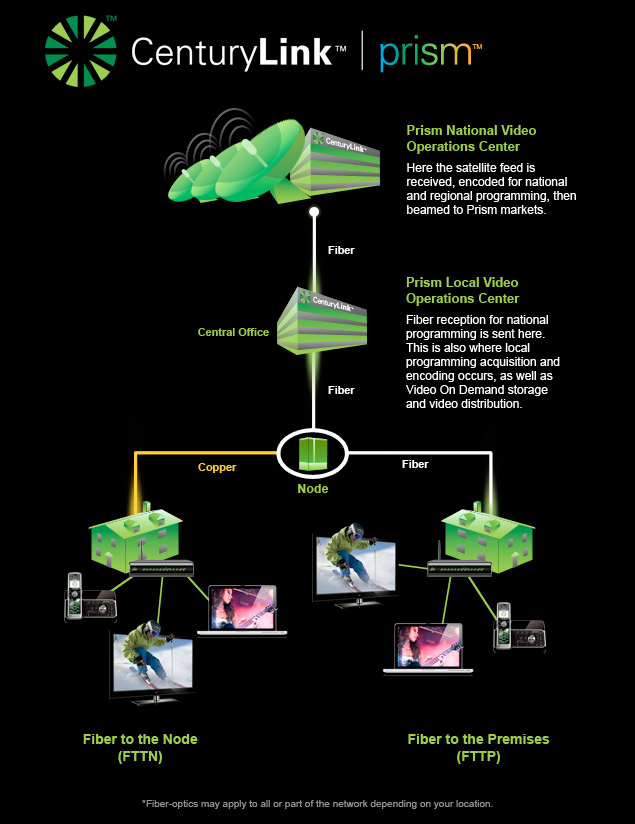 CenturyLink™ | prism™
CenturyLink™
Prism National Video
Operations Center
Here the satellite feed is
received, encoded for national
and regional programming, then
beamed to Prism markets.
Fiber
Prism Local Video
Operations Center
CenturyLink™
Central Office
Fiber reception for national
programming is sent here.
This is also where local
programming acquisition and
encoding occurs, as well as
Video On Demand storage
and video distribution.
Fiber
Copper
Fiber
Node
Fiber to the Node
(FTTN)
Fiber to the Premises
(FTTP)
*Fiber-optics may apply to all or part of the network depending on your location.